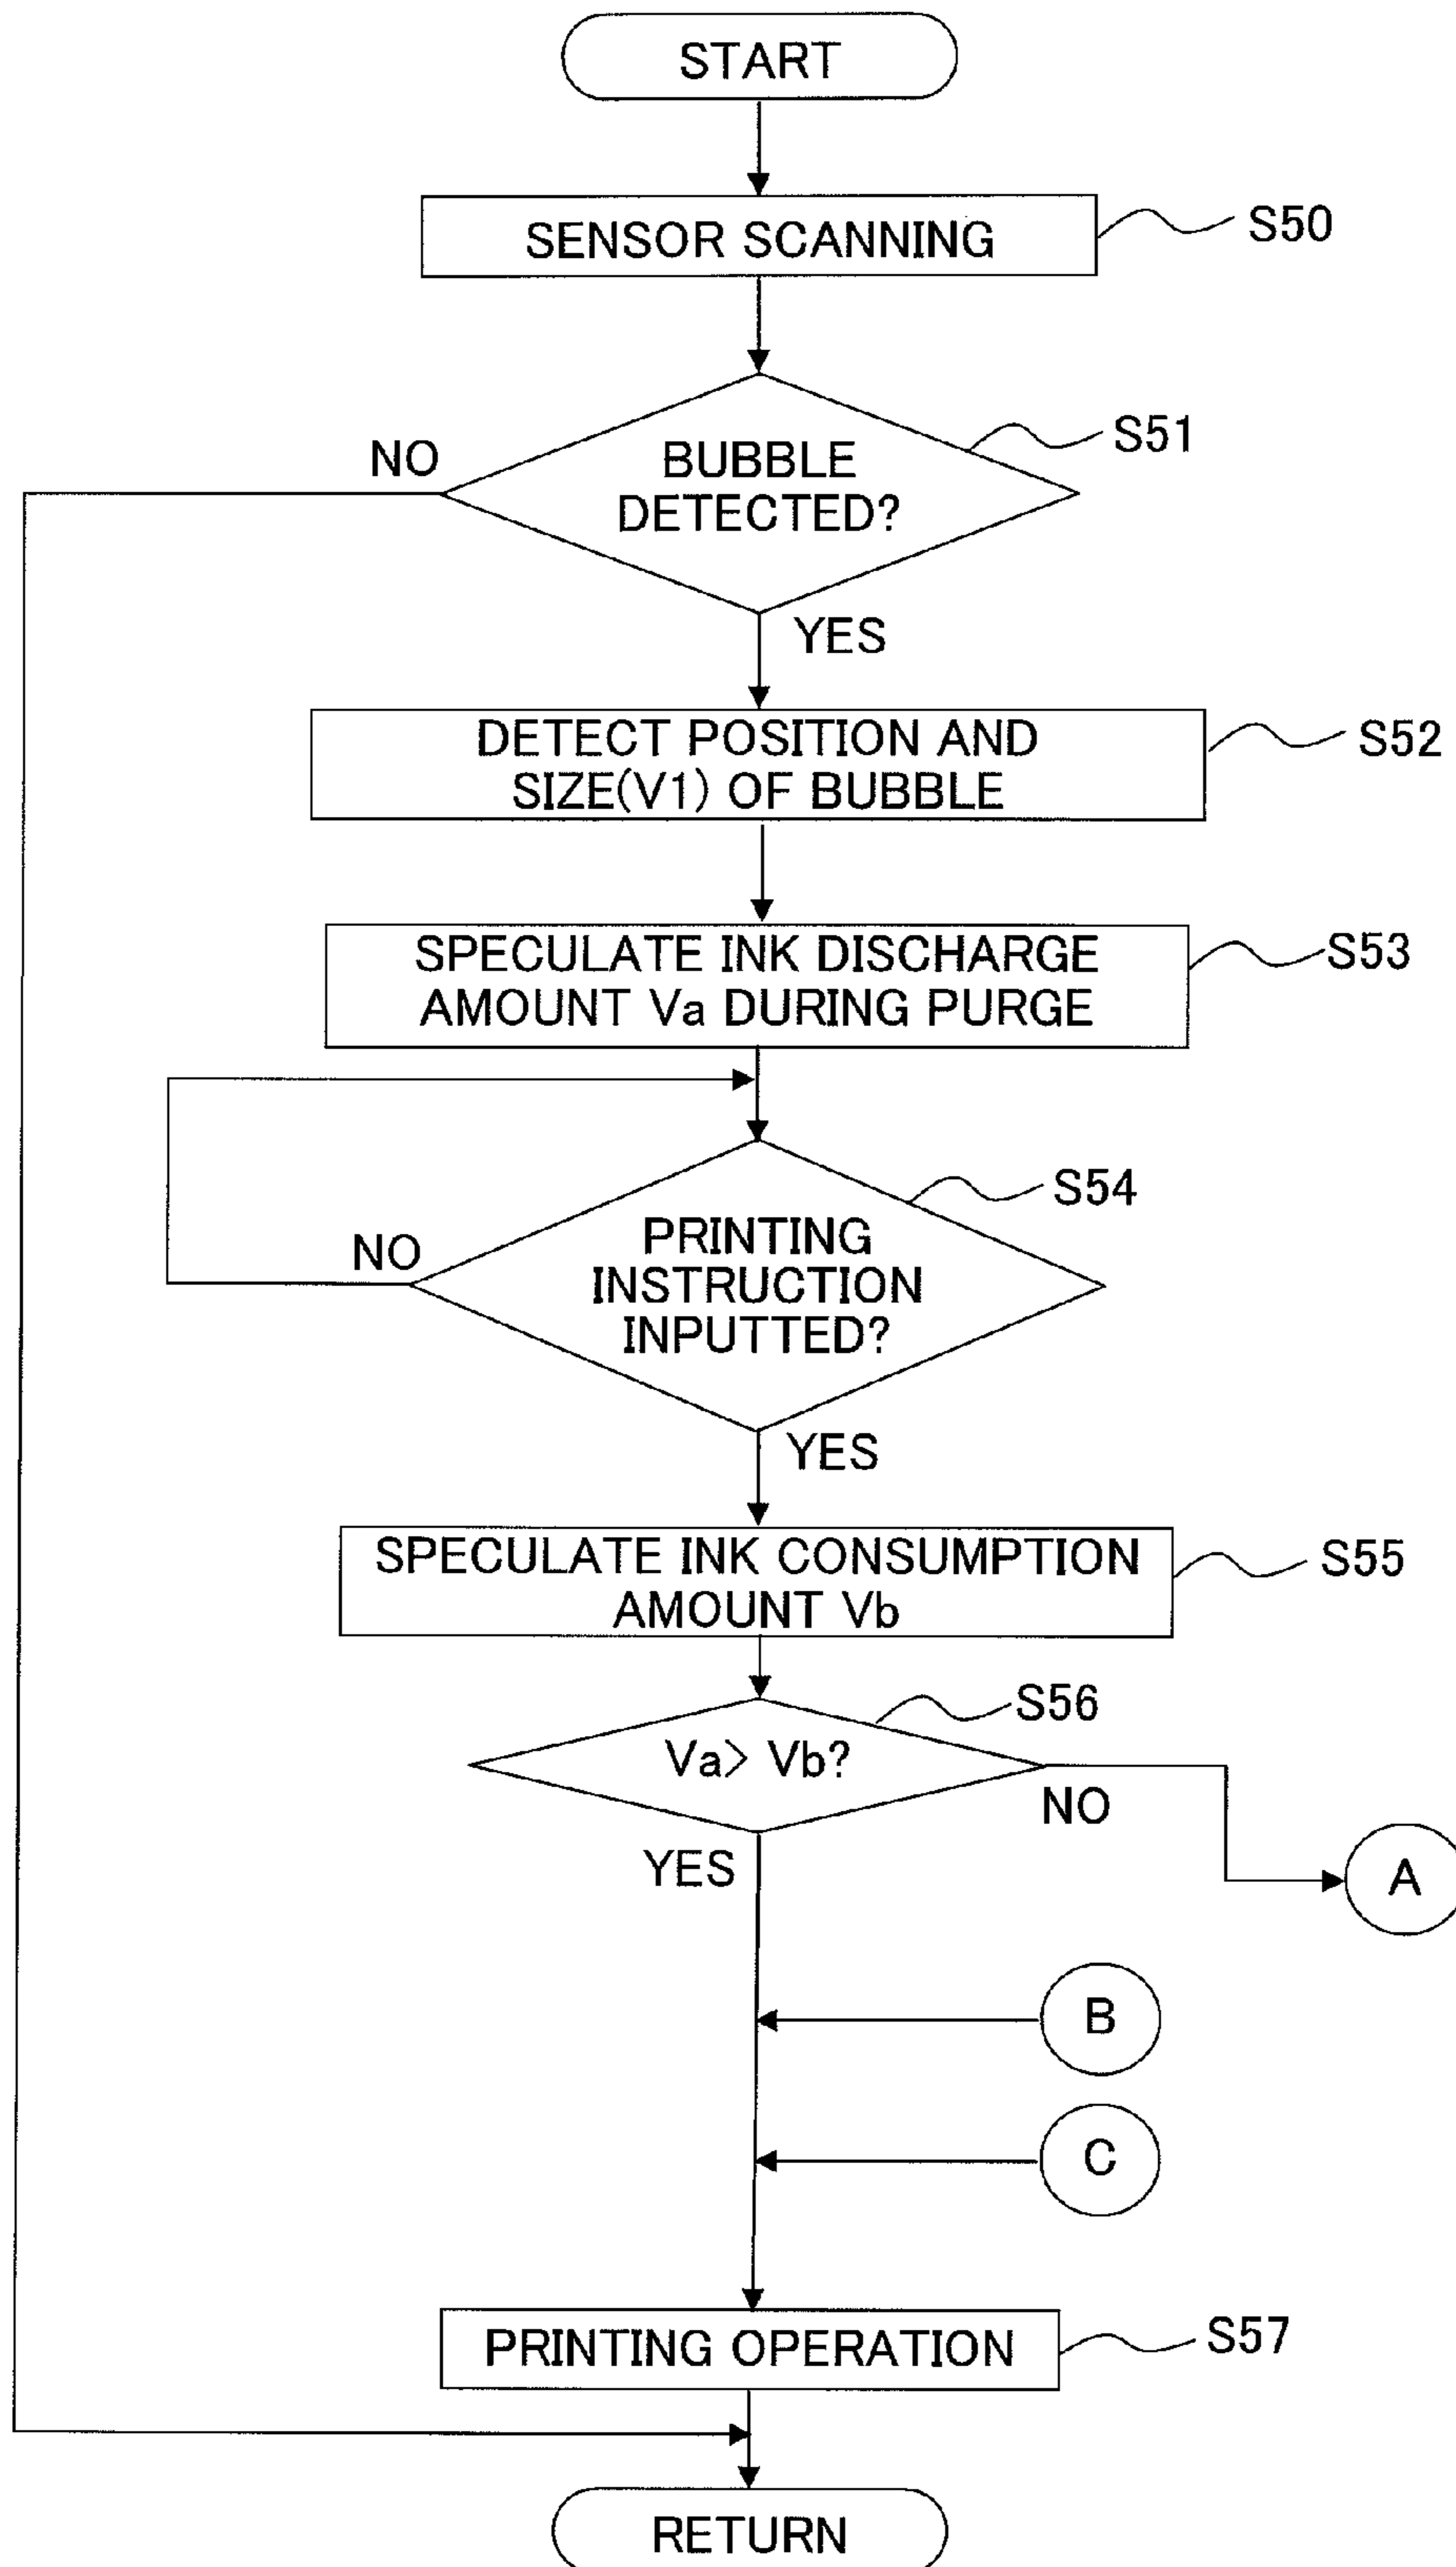 START
SENSOR SCANNING
S50
BUBBLE
DETECTED?
S51
NO
YES
DETECT POSITION AND
SIZE(V1) OF BUBBLE
S52
SPECULATE INK DISCHARGE
AMOUNT Va DURING PURGE
S53
PRINTING
INSTRUCTION
INPUTTED?
S54
NO
YES
SPECULATE INK CONSUMPTION
AMOUNT Vb
S55
Va> Vb?
S56
NO
YES
A
B
C
PRINTING OPERATION
S57
RETURN